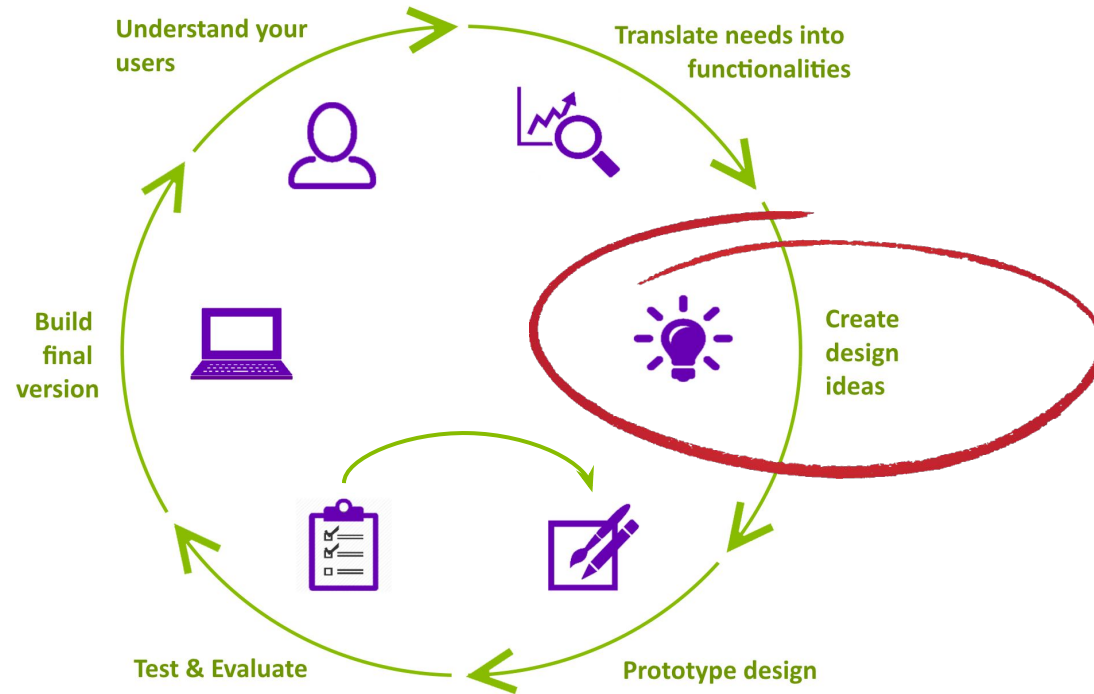 Understand your
users
Translate needs into
functionalities
Create
design
ideas
Prototype design
Test & Evaluate
Build
final
version